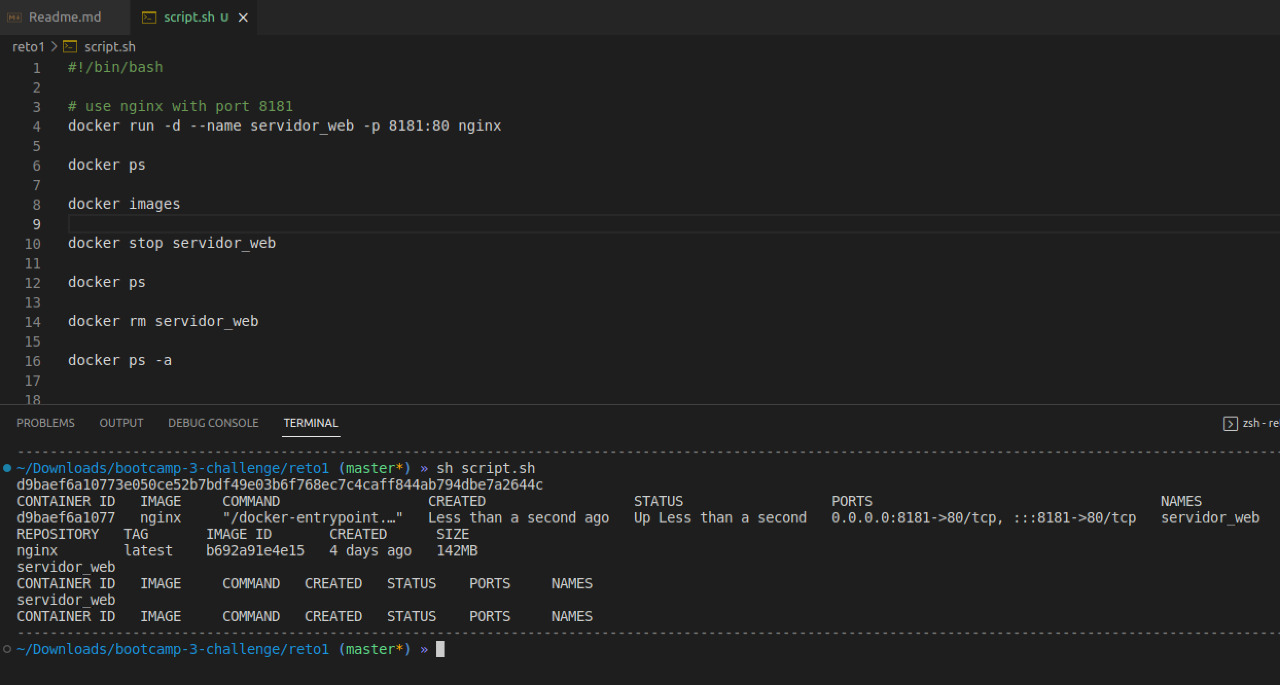 Readme.md script.sh U
reto1 > script.sh
1 #!/bin/bash
2
3 # use nginx with port 8181
4 docker run -d --name servidor_web -p 8181:80 nginx
5
6 docker ps
7
8 docker images
9
10 docker stop servidor_web
11
12 docker ps
13
14 docker rm servidor_web
15
16 docker ps -a
17
18
PROBLEMS OUTPUT DEBUG CONSOLE TERMINAL zsh - re
~/Downloads/bootcamp-3-challenge/reto1 (master*) » sh script.sh
d9baef6a10773e050ce52b7bdf49e03b6f768ec7c4caff844ab794dbe7a2644c
CONTAINER ID IMAGE COMMAND CREATED STATUS PORTS NAMES
d9baef6a1077 nginx "/docker-entrypoint.…" Less than a second ago Up Less than a second 0.0.0.0:8181->80/tcp, :::8181->80/tcp servidor_web
REPOSITORY TAG IMAGE ID CREATED SIZE
nginx latest b692a91e4e15 4 days ago 142MB
servidor_web
CONTAINER ID IMAGE COMMAND CREATED STATUS PORTS NAMES
servidor_web
CONTAINER ID IMAGE COMMAND CREATED STATUS PORTS NAMES
~/Downloads/bootcamp-3-challenge/reto1 (master*) »